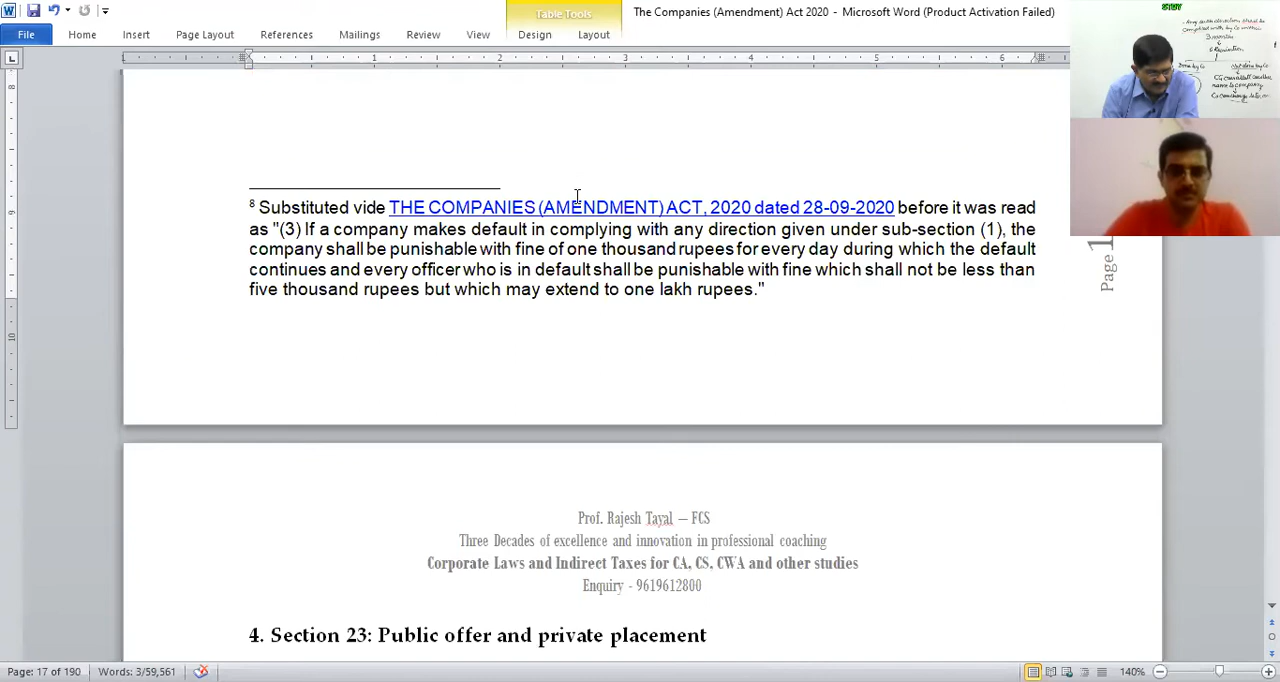 Table Tools
The Companies (Amendment) Act 2020 - Microsoft Word (Product Activation Failed)
File Home Insert Page Layout References Mailings Review View Design Layout
1 2 3 4 5 6
8 Substituted vide THE COMPANIES (AMENDMENT) ACT, 2020 dated 28-09-2020 before it was read
as "(3) If a company makes default in complying with any direction given under sub-section (1), the
company shall be punishable with fine of one thousand rupees for every day during which the default
continues and every officer who is in default shall be punishable with fine which shall not be less than
five thousand rupees but which may extend to one lakh rupees."
Page 1
Prof. Rajesh Tayal – FCS
Three Decades of excellence and innovation in professional coaching
Corporate Laws and Indirect Taxes for CA, CS, CWA and other studies
Enquiry - 9619612800
4. Section 23: Public offer and private placement
Page: 17 of 190 Words: 3/59,561 140%